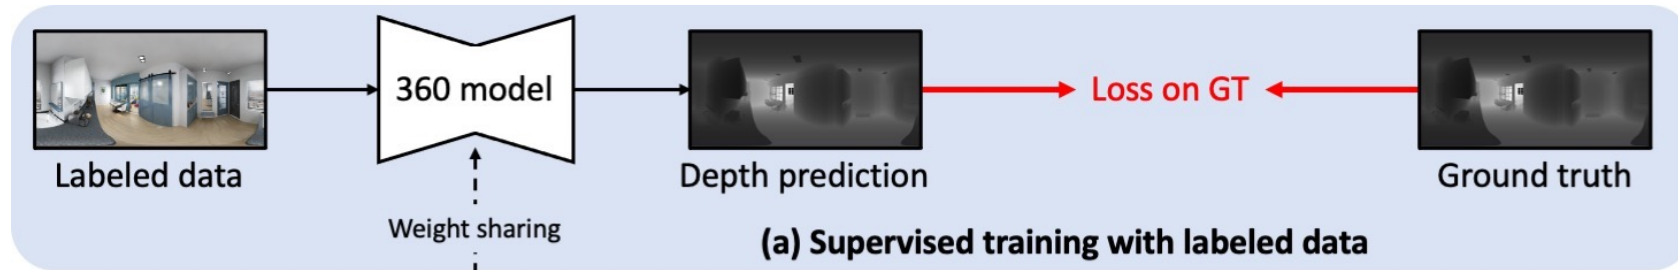 360 model
Loss on GT
Labeled data
Depth prediction
Ground truth
Weight sharing
(a) Supervised training with labeled data